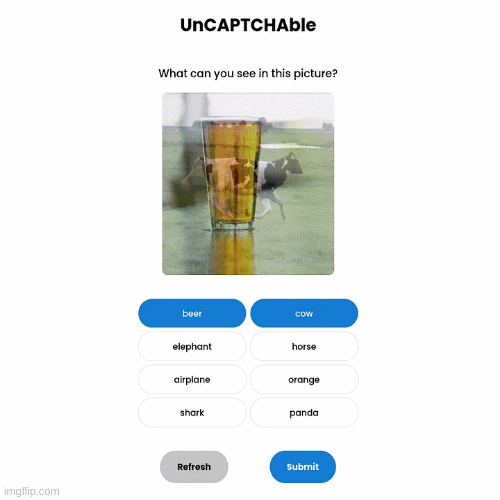 UnCAPTCHAble
What can you see in this picture?
beer cow
elephant horse
airplane orange
shark panda
Refresh Submit
imgflip.com